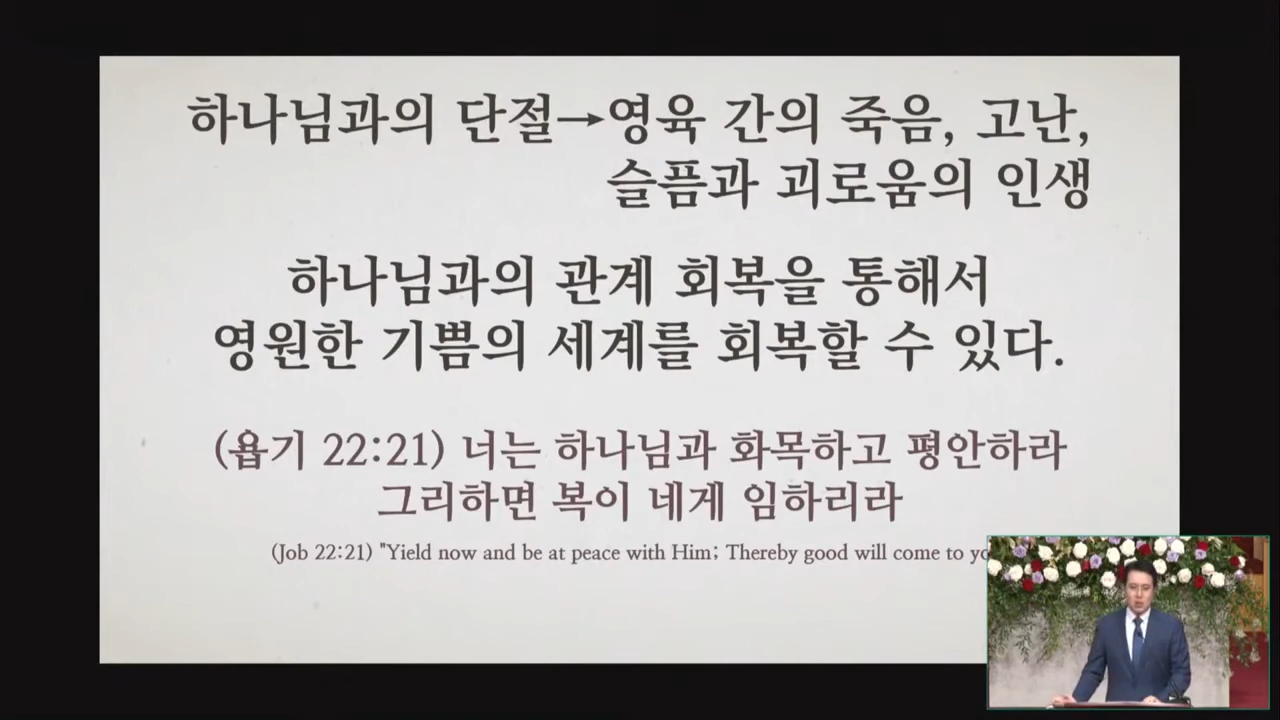 하나님과의 단절→영육 간의 죽음, 고난,
슬픔과 괴로움의 인생
하나님과의 관계 회복을 통해서
영원한 기쁨의 세계를 회복할 수 있다.
(욥기 22:21) 너는 하나님과 화목하고 평안하라
그리하면 복이 네게 임하리라
(Job 22:21) "Yield now and be at peace with Him; Thereby good will come to